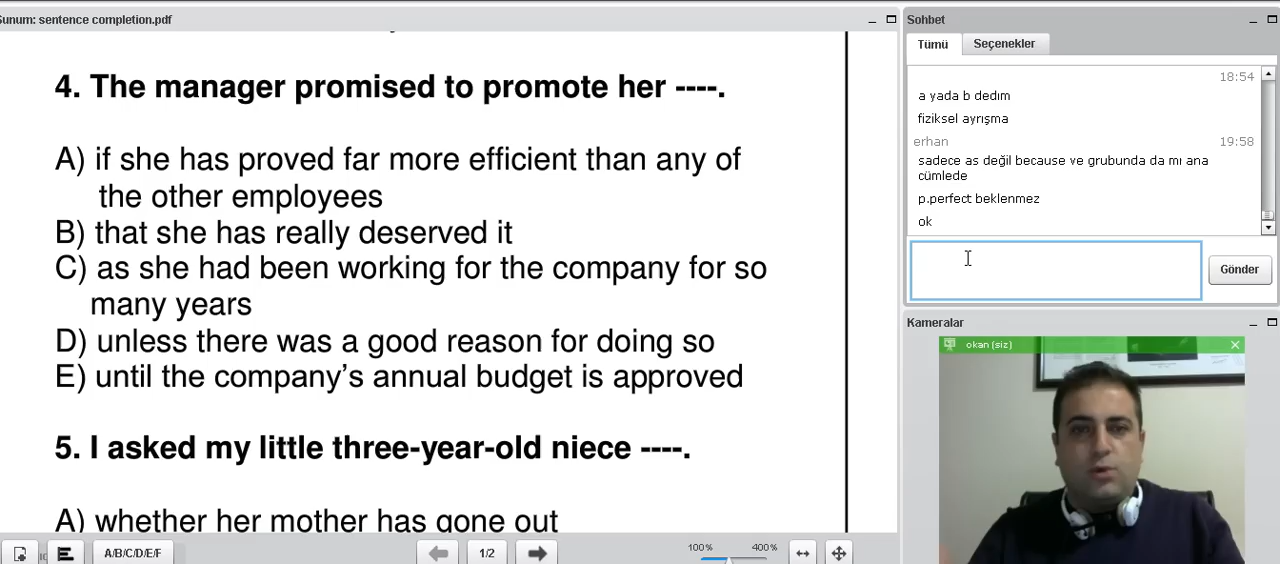 Sunum: sentence completion.pdf
4. The manager promised to promote her ----.
A) if she has proved far more efficient than any of
the other employees
B) that she has really deserved it
C) as she had been working for the company for so
many years
D) unless there was a good reason for doing so
E) until the company's annual budget is approved
5. I asked my little three-year-old niece ----.
A) whether her mother has gone out
A/B/C/D/E/F
1/2
100%
400%
Sohbet
Tümü
Seçenekler
18:54
a yada b dedım
fiziksel ayrışma
erhan
19:58
sadece as değil because ve grubunda da mı ana
cümlede
p.perfect beklenmez
ok
Gönder
Kameralar
okan (siz)